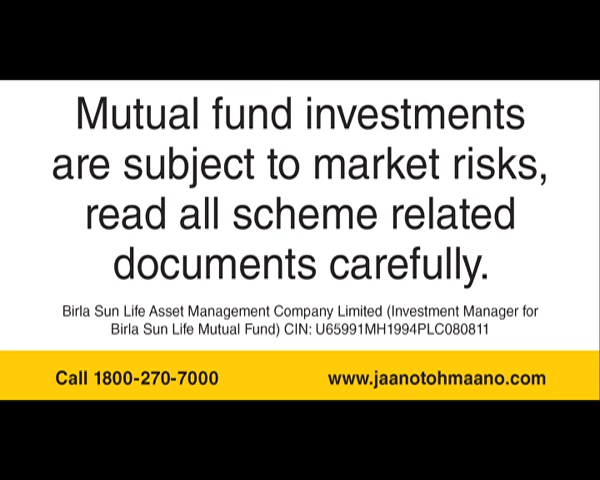 Mutual fund investments
are subject to market risks,
read all scheme related
documents carefully.
Birla Sun Life Asset Management Company Limited (Investment Manager for
Birla Sun Life Mutual Fund) CIN: U65991MH1994PLC080811
Call 1800-270-7000 www.jaanotohmaano.com